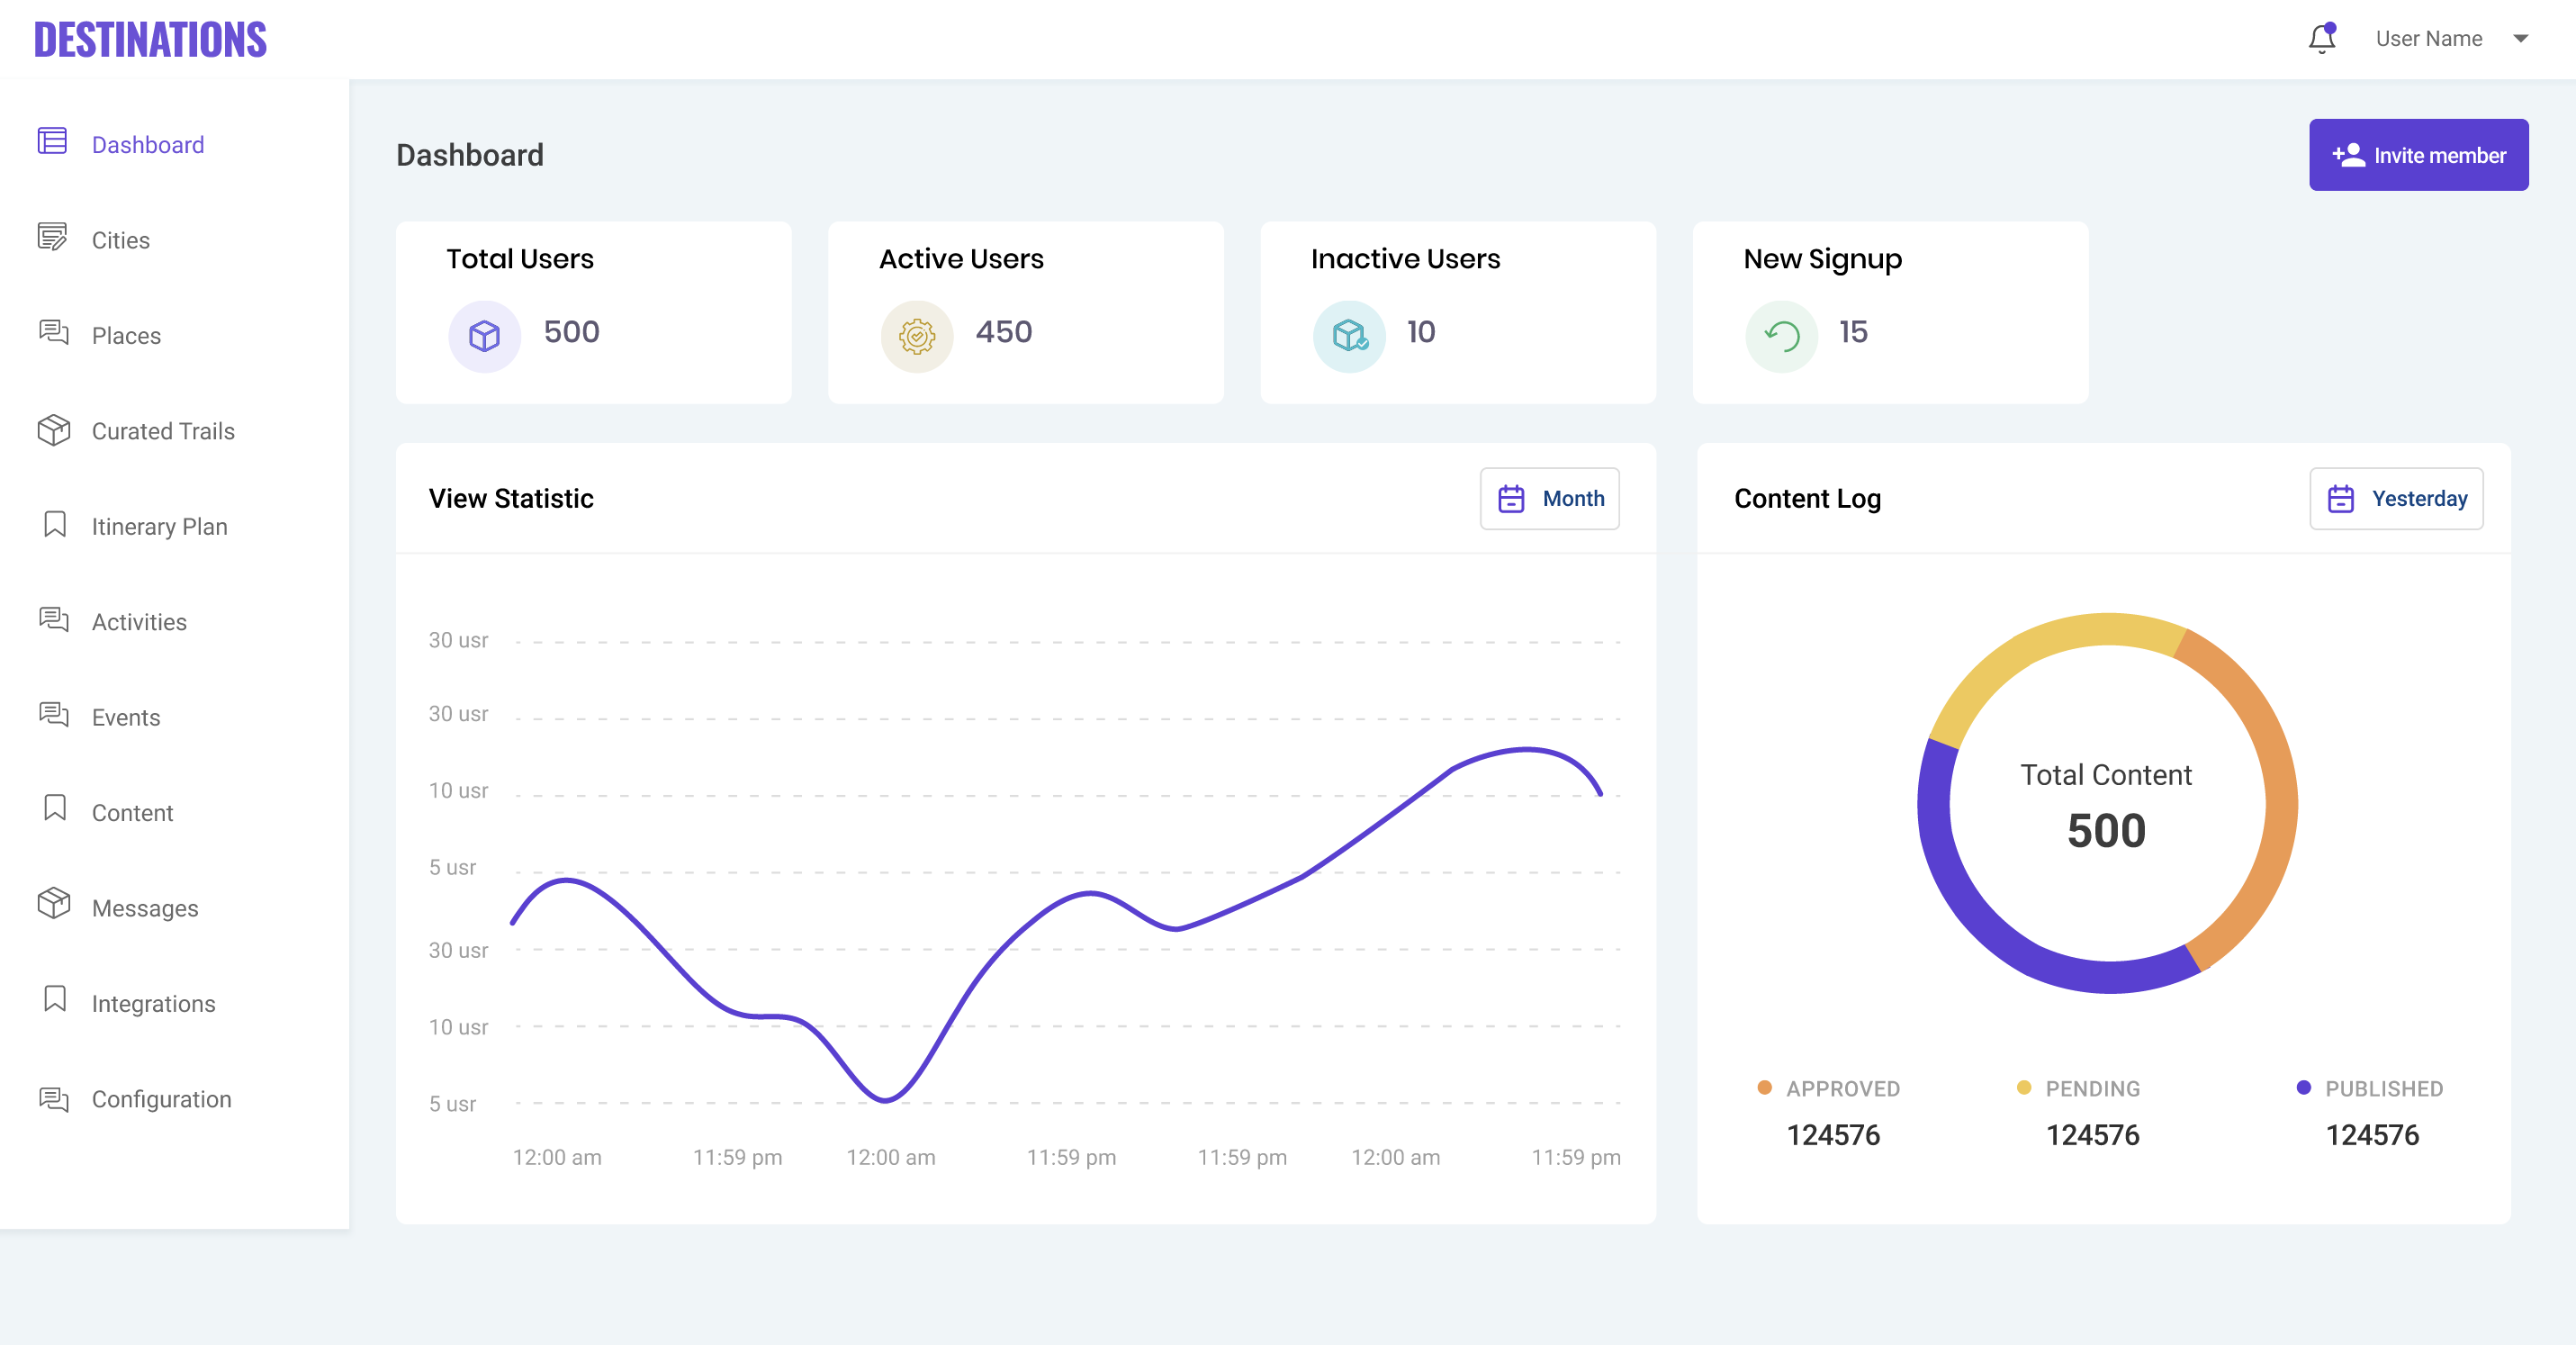 DESTINATIONS
User Name
Dashboard
Cities
Places
Curated Trails
Itinerary Plan
Activities
Events
Content
Messages
Integrations
Configuration
Dashboard
Invite member
Total Users
500
Active Users
450
Inactive Users
10
New Signup
15
View Statistic
Month
30 usr
30 usr
10 usr
5 usr
30 usr
10 usr
5 usr
12:00 am
11:59 pm
12:00 am
11:59 pm
11:59 pm
12:00 am
11:59 pm
Content Log
Yesterday
Total Content
500
APPROVED
124576
PENDING
124576
PUBLISHED
124576